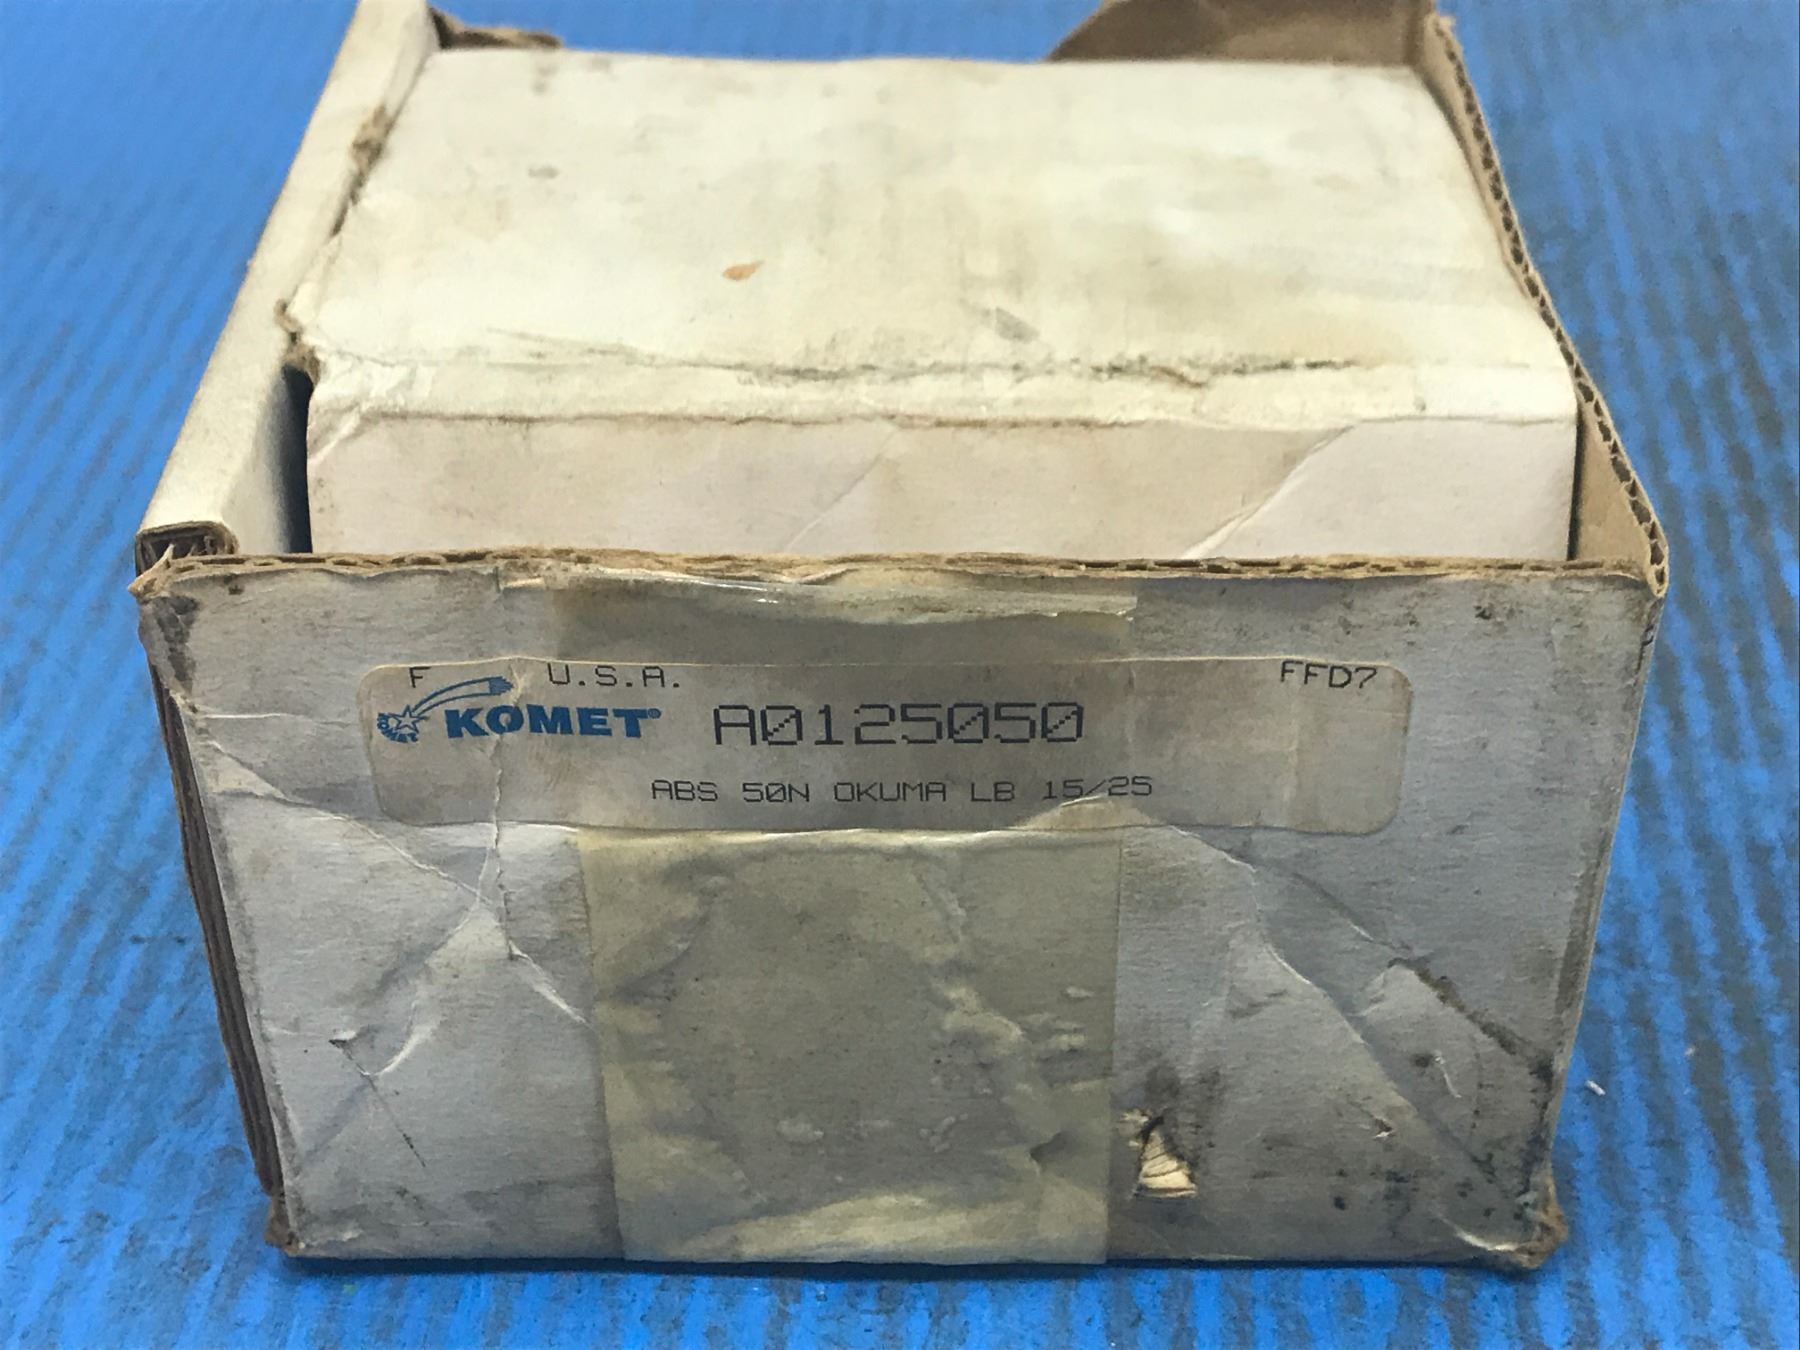 F U.S.A. FFD7
KOMET® A0125050
ABS 50N OKUMA LB 15/25